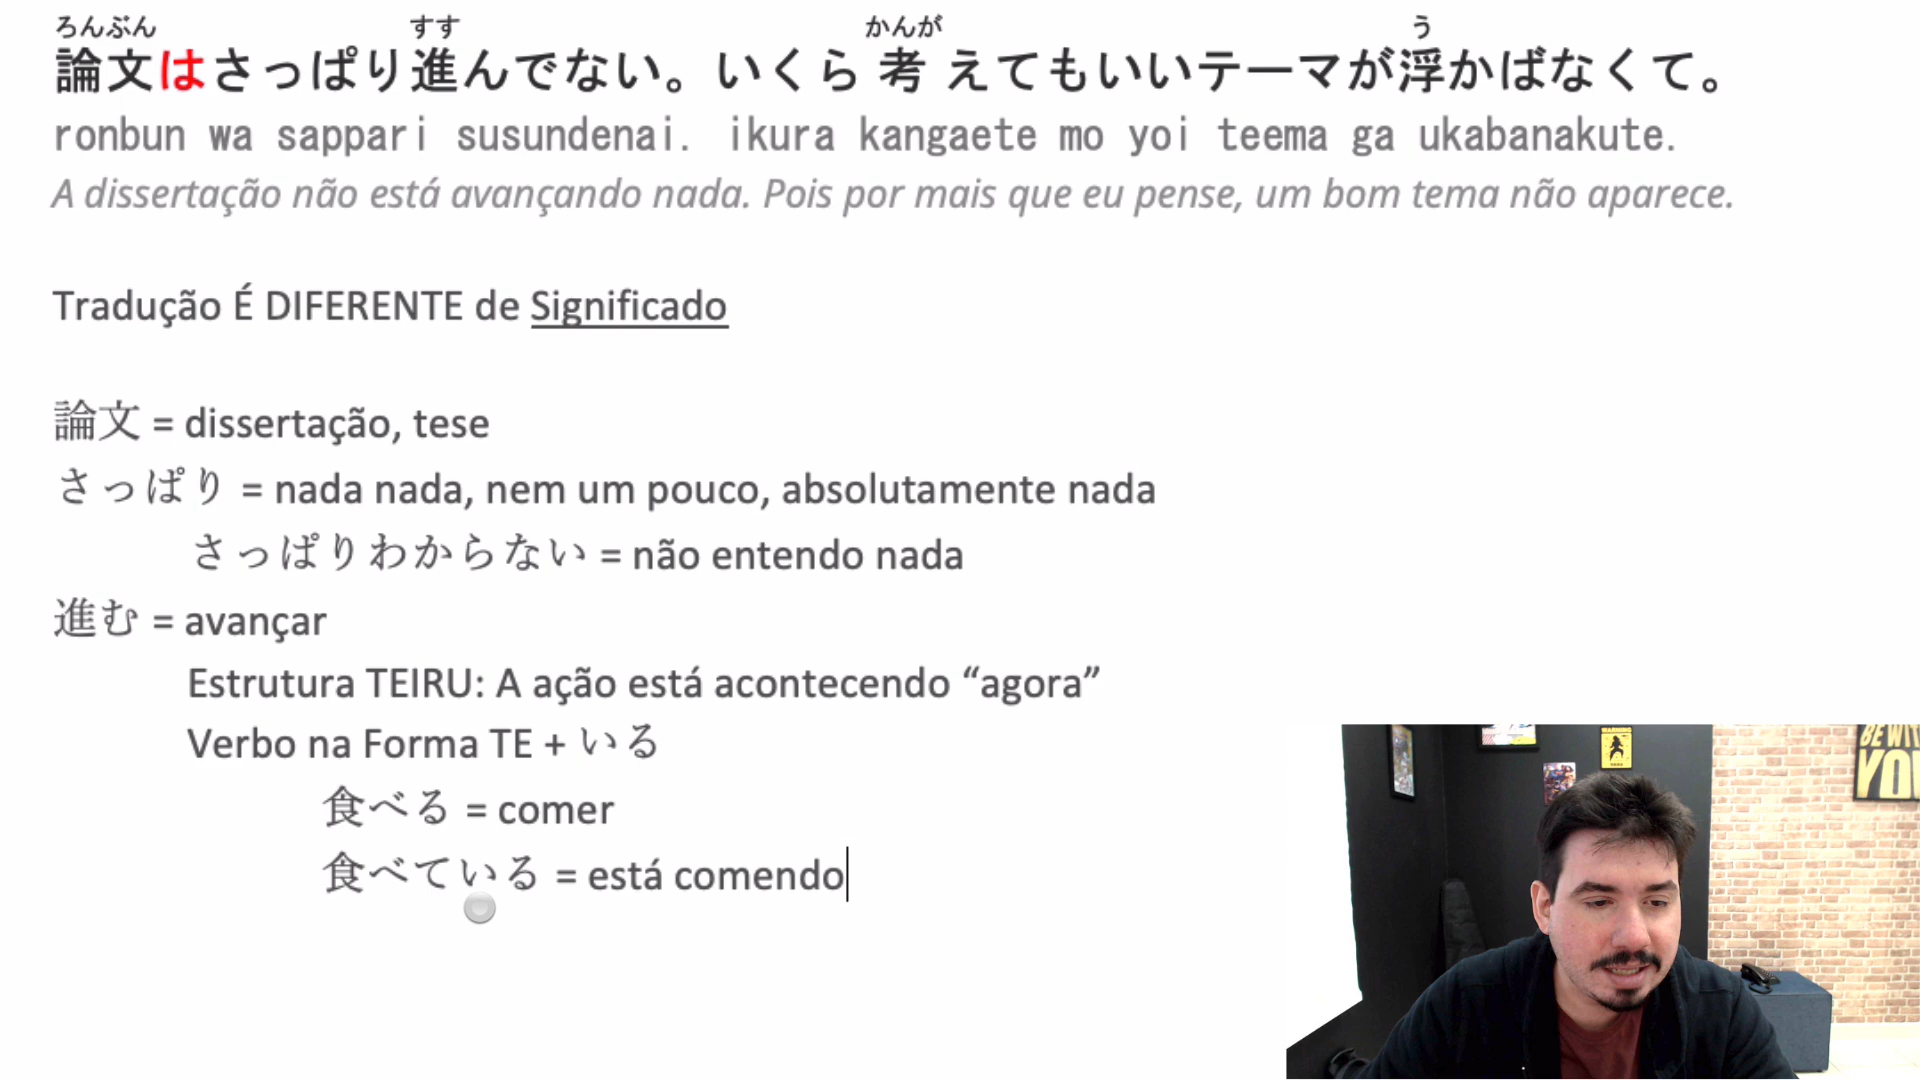 ろんぶん すす かんが う
論文はさっぱり進んでない。いくら考えてもいいテーマが浮かばなくて。
ronbun wa sappari susundenai. ikura kangaete mo yoi teema ga ukabanakute.
A dissertação não está avançando nada. Pois por mais que eu pense, um bom tema não aparece.
Tradução É DIFERENTE de Significado
論文 = dissertação, tese
さっぱり = nada nada, nem um pouco, absolutamente nada
さっぱりわからない = não entendo nada
進む = avançar
Estrutura TEIRU: A ação está acontecendo “agora”
Verbo na Forma TE + いる
食べる = comer
食べている = está comendo
WARNING
BE WIT
YOU